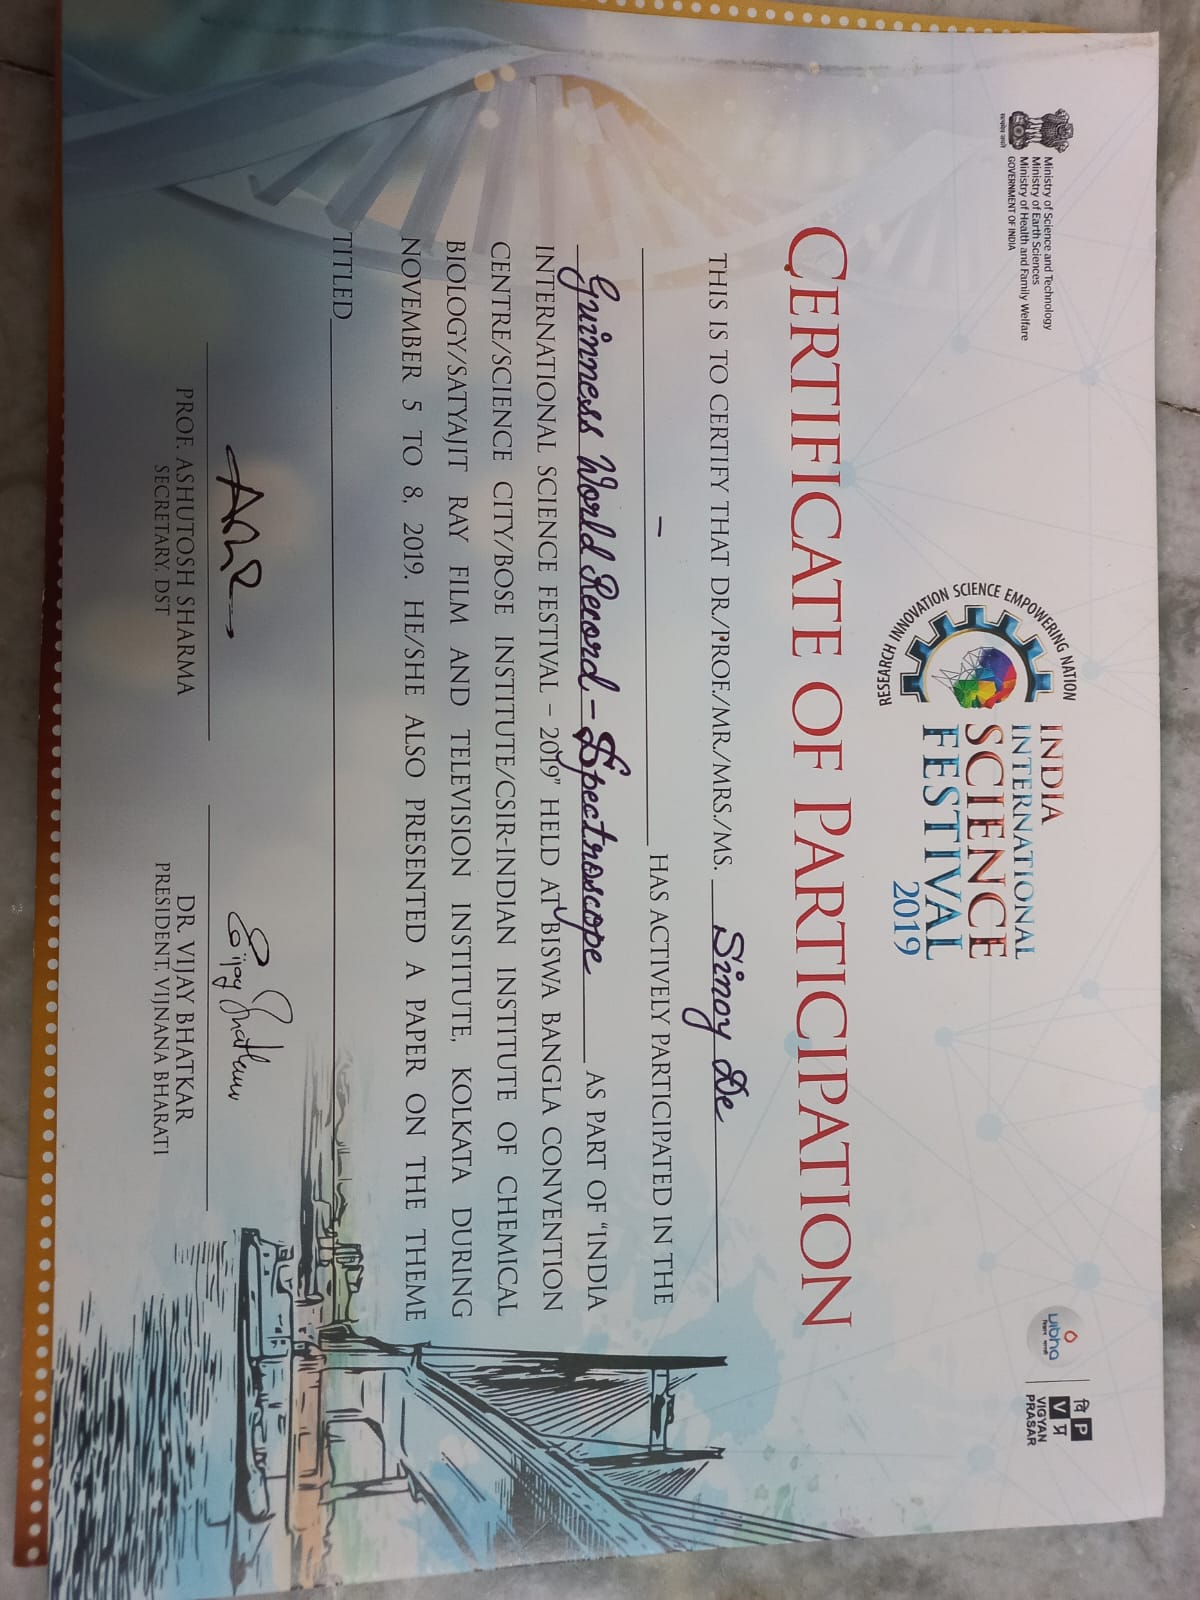 Ministry of Science and Technology
Ministry of Earth Sciences
Ministry of Health and Family Welfare
GOVERNMENT OF INDIA
सत्यमेव जयते
RESEARCH INNOVATION SCIENCE EMPOWERING NATION
INDIA
INTERNATIONAL
SCIENCE
FESTIVAL
2019
vibha
विज्ञान भारती
वि P
V प्र
VIGYAN
PRASAR
CERTIFICATE OF PARTICIPATION
THIS IS TO CERTIFY THAT DR./PROF./MR./MRS./MS. Sinoy De
– HAS ACTIVELY PARTICIPATED IN THE
Guinness World Record – Spectroscope AS PART OF “INDIA
INTERNATIONAL SCIENCE FESTIVAL – 2019” HELD AT BISWA BANGLA CONVENTION
CENTRE/SCIENCE CITY/BOSE INSTITUTE/CSIR-INDIAN INSTITUTE OF CHEMICAL
BIOLOGY/SATYAJIT RAY FILM AND TELEVISION INSTITUTE, KOLKATA DURING
NOVEMBER 5 TO 8, 2019. HE/SHE ALSO PRESENTED A PAPER ON THE THEME
TITLED
Vijay Bhatkar
PROF. ASHUTOSH SHARMA
SECRETARY, DST
DR. VIJAY BHATKAR
PRESIDENT, VIJNANA BHARATI